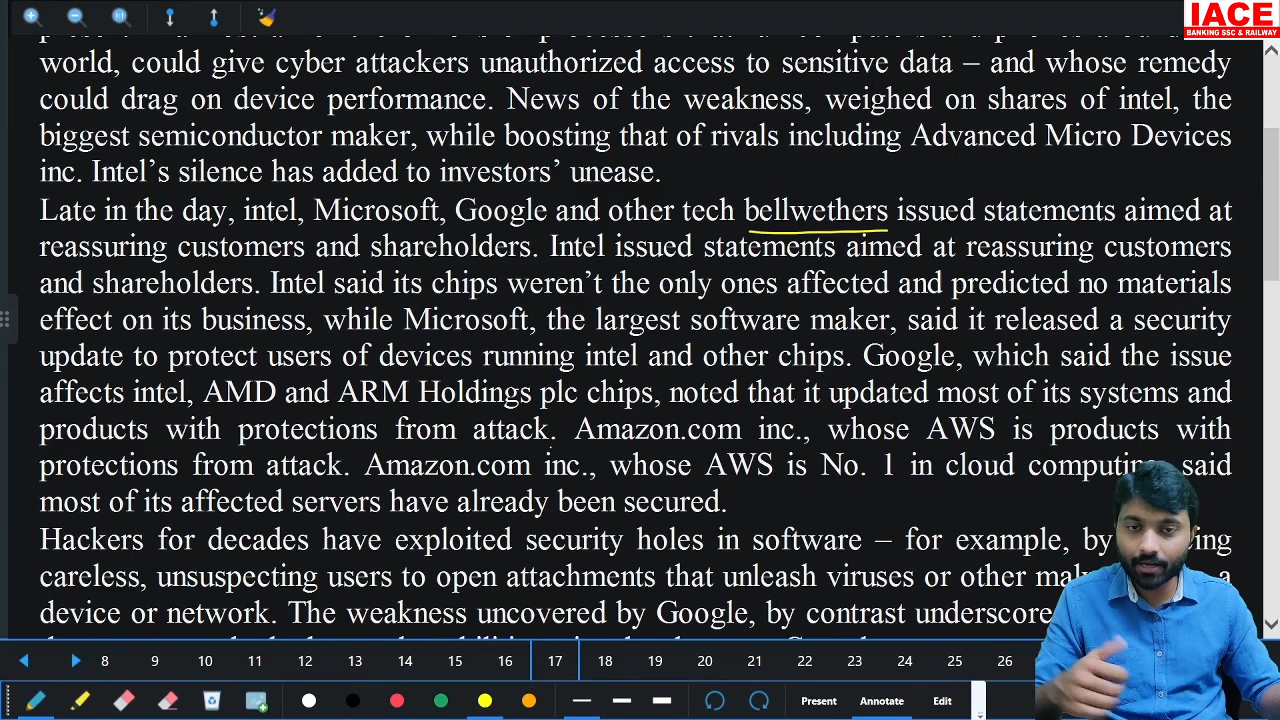 IACE
BANKING SSC & RAILWAY
world, could give cyber attackers unauthorized access to sensitive data – and whose remedy
could drag on device performance. News of the weakness, weighed on shares of intel, the
biggest semiconductor maker, while boosting that of rivals including Advanced Micro Devices
inc. Intel’s silence has added to investors’ unease.
Late in the day, intel, Microsoft, Google and other tech bellwethers issued statements aimed at
reassuring customers and shareholders. Intel issued statements aimed at reassuring customers
and shareholders. Intel said its chips weren’t the only ones affected and predicted no materials
effect on its business, while Microsoft, the largest software maker, said it released a security
update to protect users of devices running intel and other chips. Google, which said the issue
affects intel, AMD and ARM Holdings plc chips, noted that it updated most of its systems and
products with protections from attack. Amazon.com inc., whose AWS is products with
protections from attack. Amazon.com inc., whose AWS is No. 1 in cloud computing, said
most of its affected servers have already been secured.
Hackers for decades have exploited security holes in software – for example, by
careless, unsuspecting users to open attachments that unleash viruses or other a
device or network. The weakness uncovered by Google, by contrast
8 9 10 11 12 13 14 15 16 17 18 19 20 21 22 23 24 25 26
Present Annotate Edit